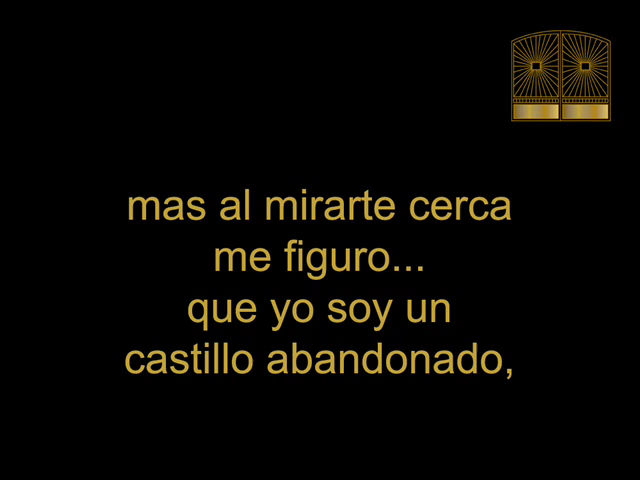 mas al mirarte cerca
me figuro...
que yo soy un
castillo abandonado,